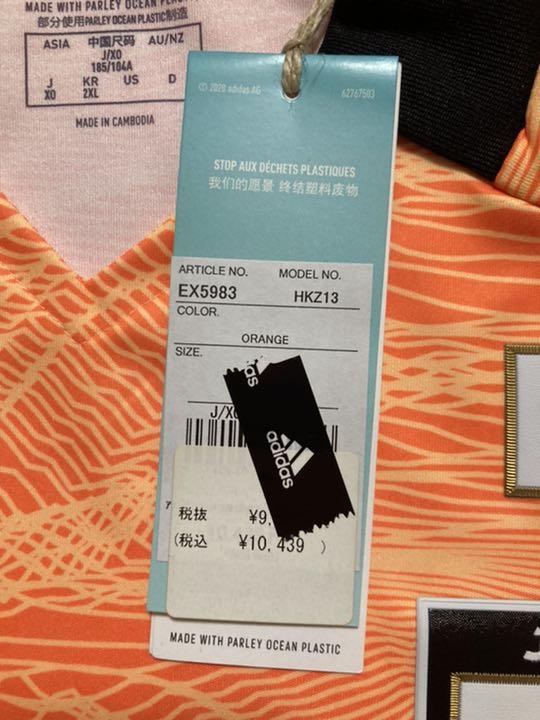 MADE WITH PARLEY OCEAN PLASTIC
部分使用PARLEY OCEAN PLASTIC制造
ASIA 中国尺码 AU/NZ
J/XO
185/104A
J KR US D
XO 2XL
MADE IN CAMBODIA
© 2020 adidas AG 62767503
STOP AUX DÉCHETS PLASTIQUES
我们的愿景 终结塑料废物
ARTICLE NO. MODEL NO.
EX5983 HKZ13
COLOR.
ORANGE
SIZE.
J/XO
adidas
税抜 ¥9,
(税込 ¥10,439 )
MADE WITH PARLEY OCEAN PLASTIC